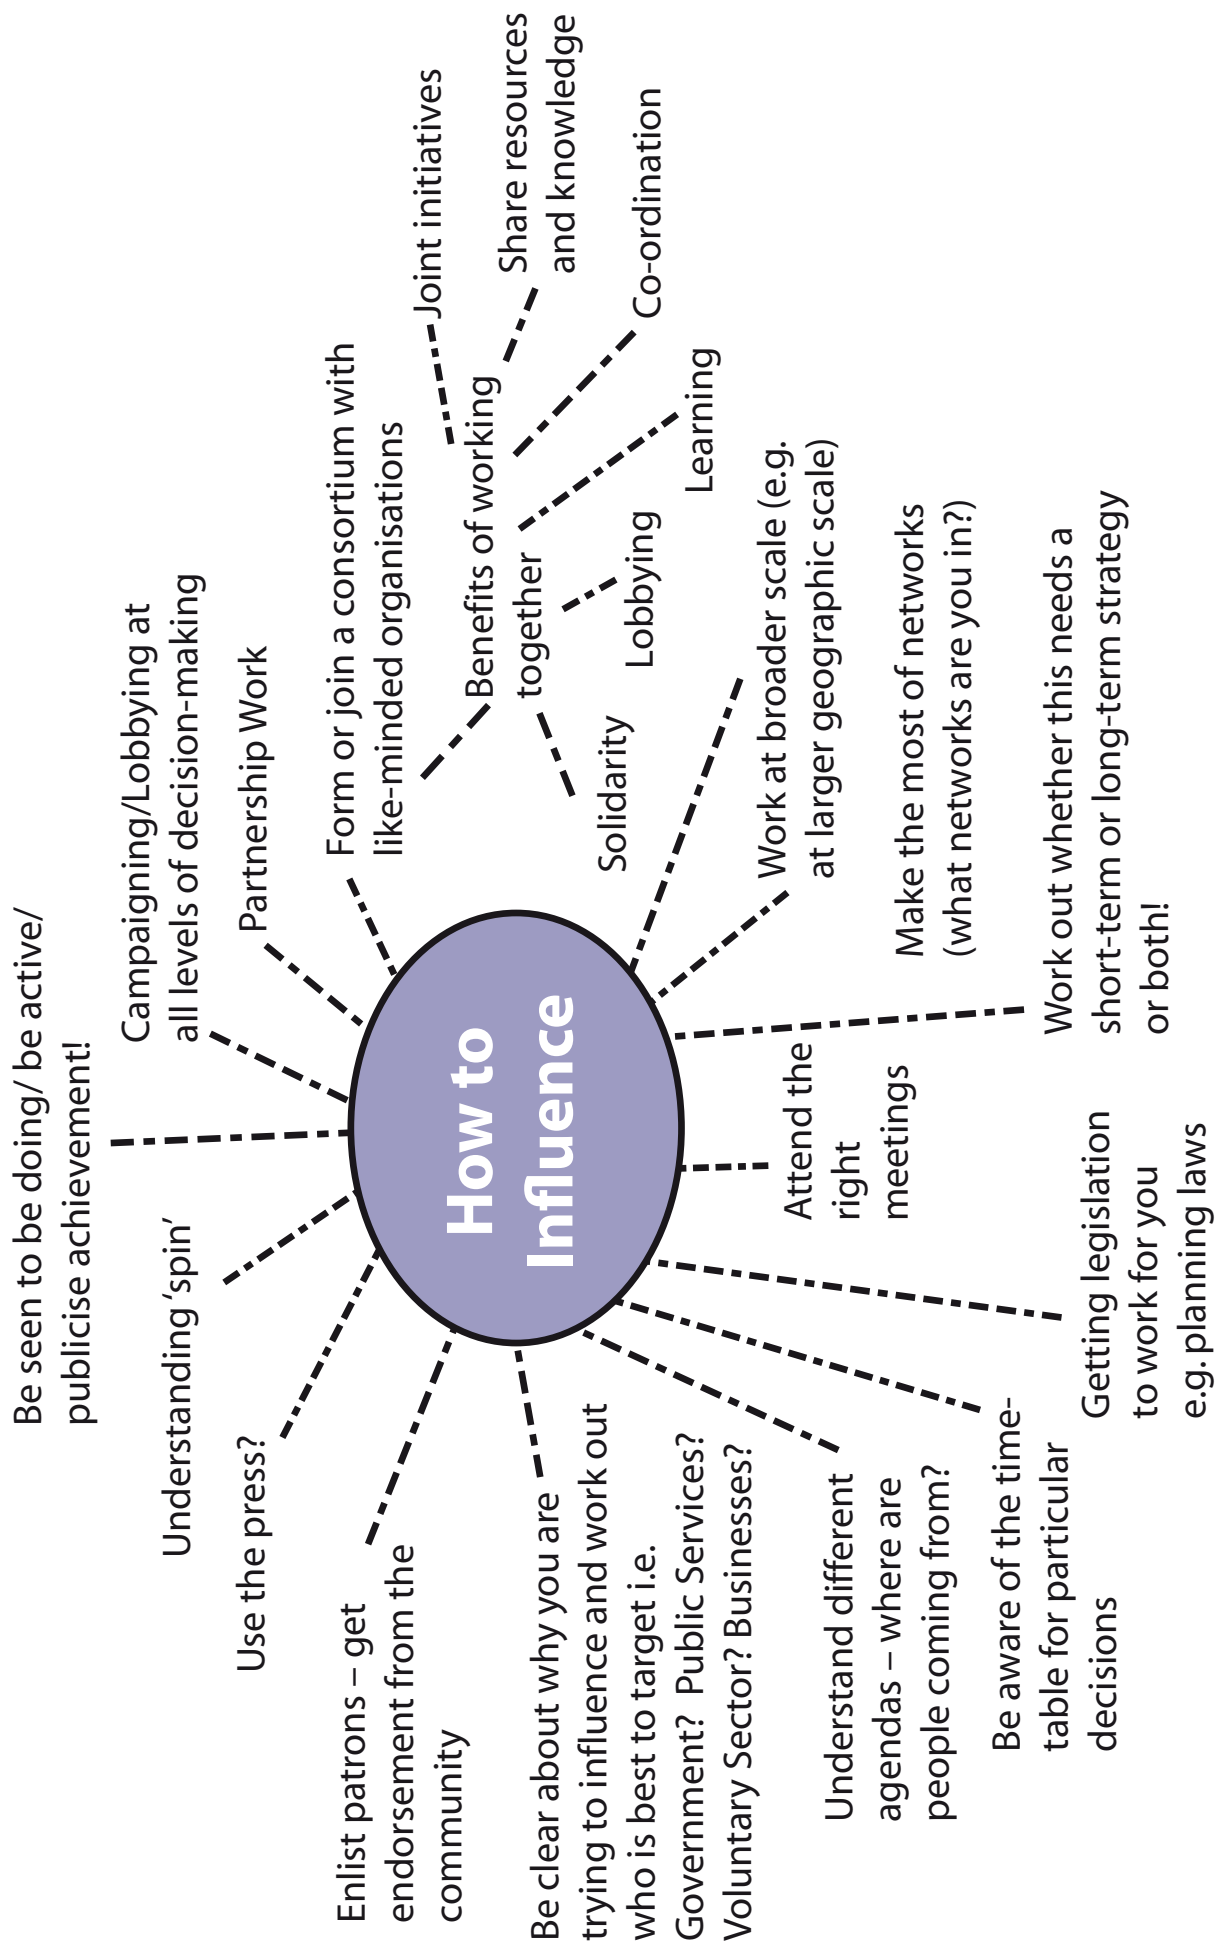 Be seen to be doing/ be active/
publicise achievement!
Campaigning/Lobbying at
all levels of decision-making
Partnership Work
Form or join a consortium with
like-minded organisations
Benefits of working
together
Joint initiatives
Share resources
and knowledge
Co-ordination
Learning
Lobbying
Solidarity
Work at broader scale (e.g.
at larger geographic scale)
Make the most of networks
(what networks are you in?)
Work out whether this needs a
short-term or long-term strategy
or both!
Attend the
right
meetings
Getting legislation
to work for you
e.g. planning laws
Be aware of the time-
table for particular
decisions
Understand different
agendas – where are
people coming from?
Be clear about why you are
trying to influence and work out
who is best to target i.e.
Government?  Public Services?
Voluntary Sector? Businesses?
Enlist patrons – get
endorsement from the
community
Use the press?
Understanding ‘spin’
How to
Influence